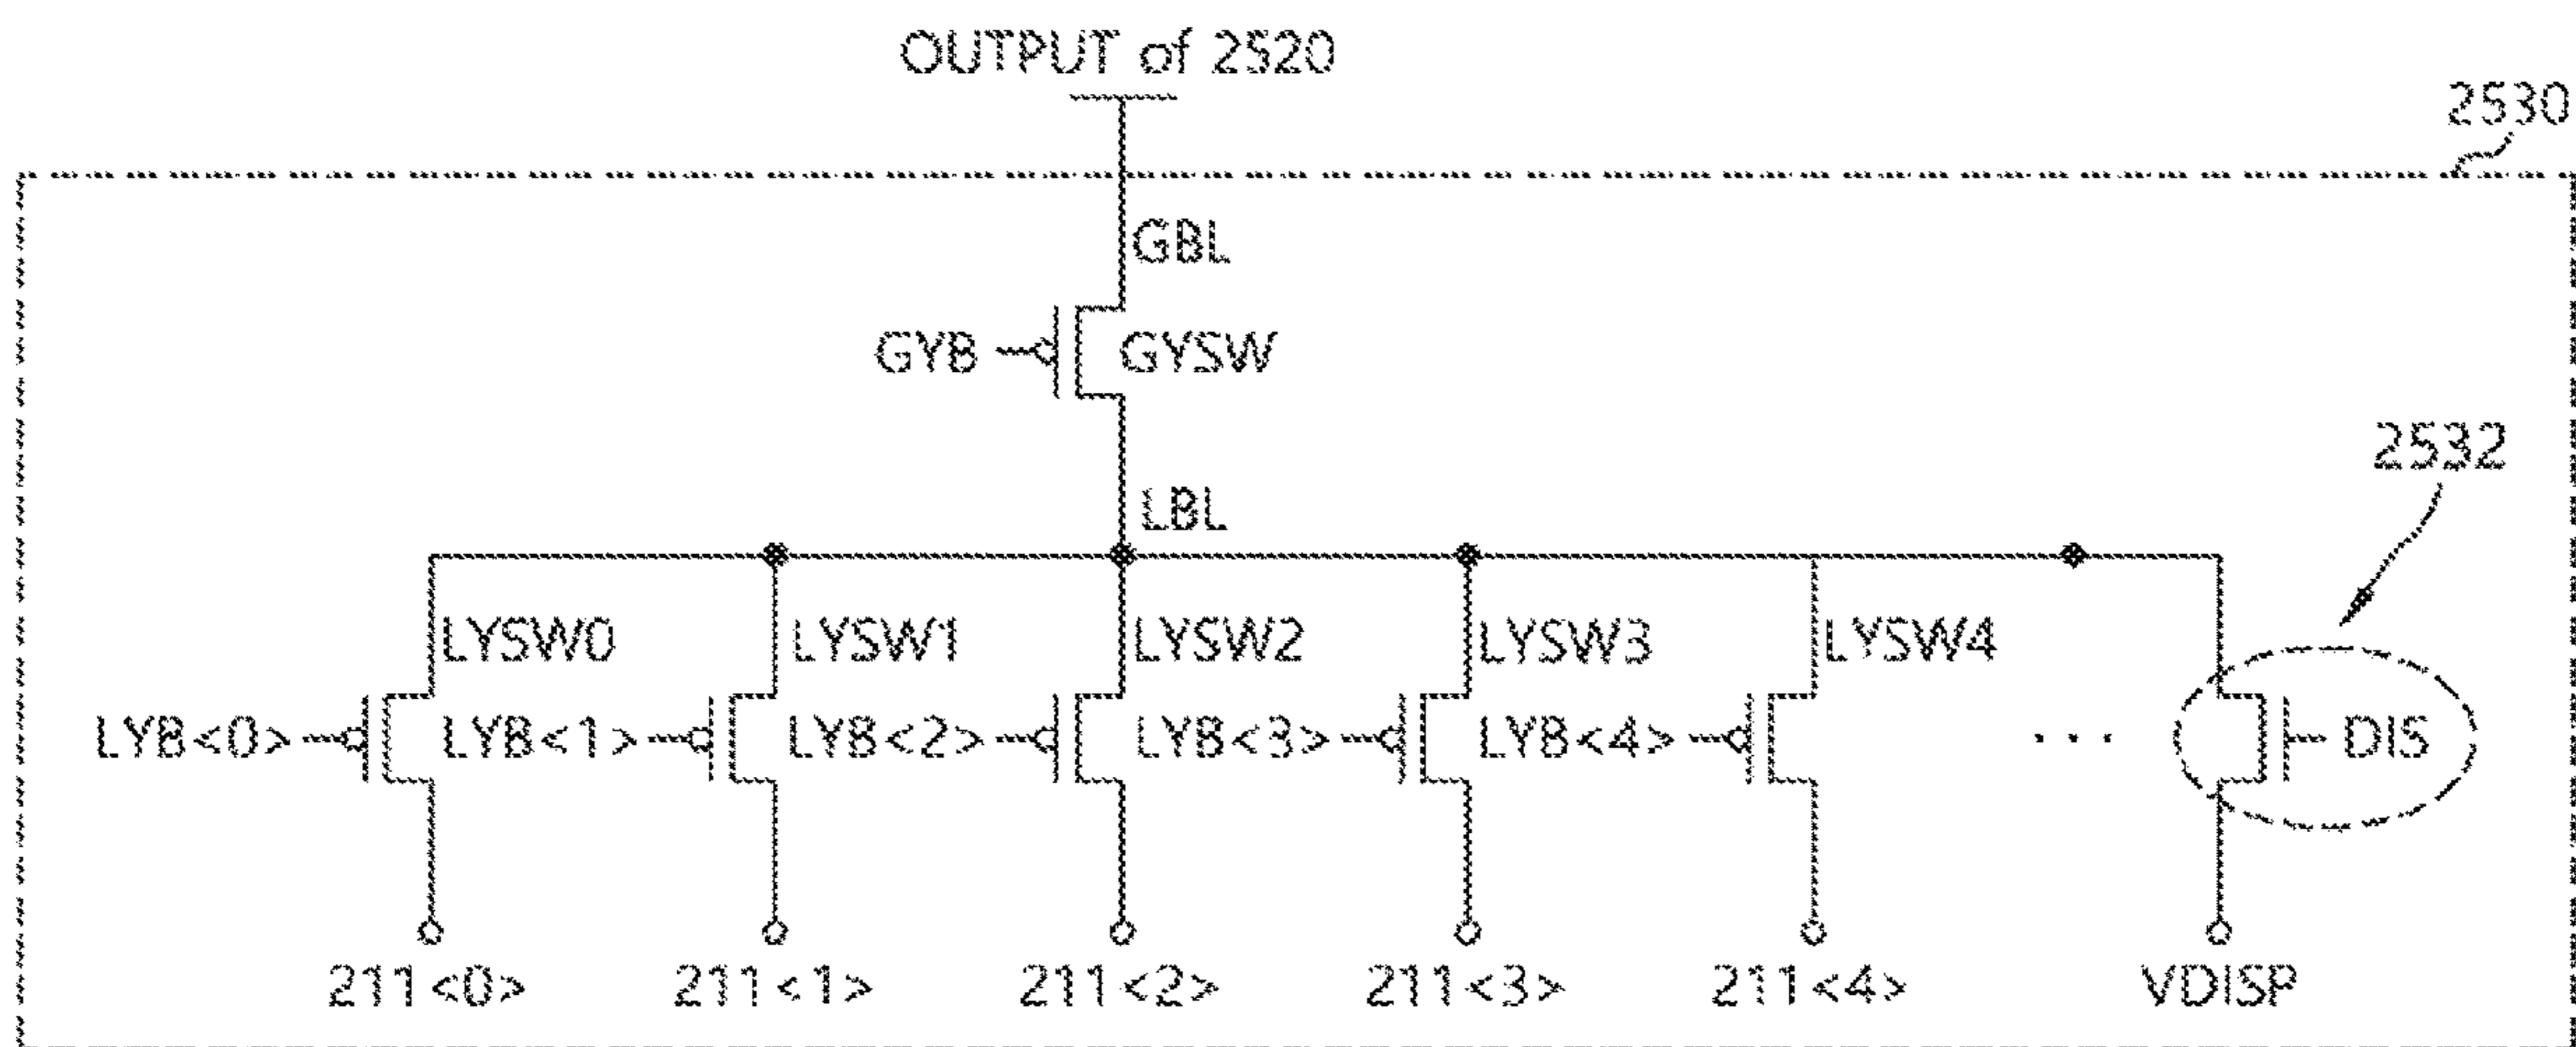 OUTPUT of 2520
2530
GBL
GYB GYSW
2532
LBL
LYSW0 LYSW1 LYSW2 LYSW3 LYSW4
LYB<0> LYB<1> LYB<2> LYB<3> LYB<4> ... DIS
211<0> 211<1> 211<2> 211<3> 211<4> VDISP